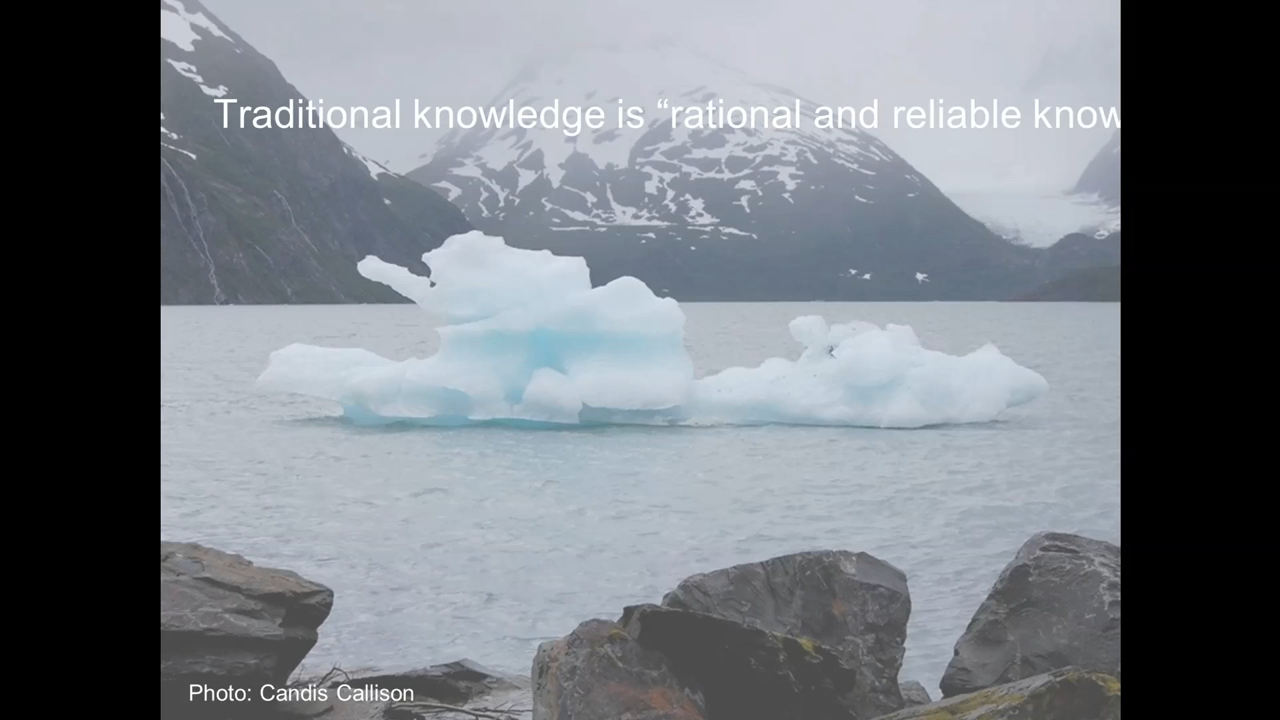 Traditional knowledge is “rational and reliable know
Photo: Candis Callison